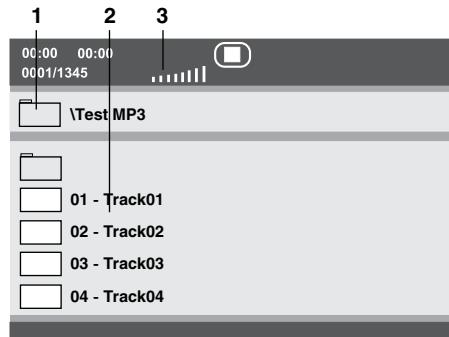 1 2 3
00:00 00:00
0001/1345
\Test MP3
01 - Track01
02 - Track02
03 - Track03
04 - Track04